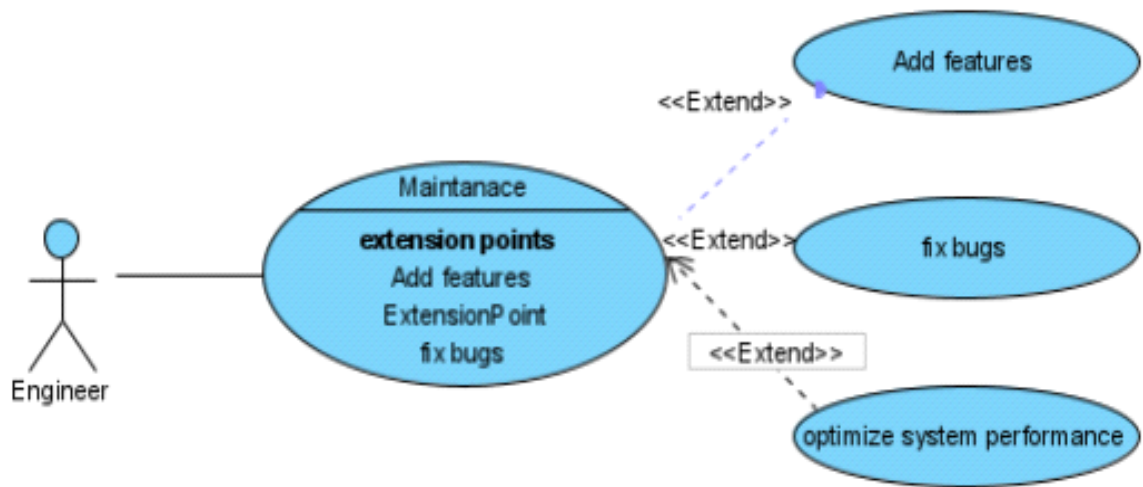 Add features
<<Extend>>
Maintanace
extension points
Add features
ExtensionPoint
fix bugs
<<Extend>>
fix bugs
<<Extend>>
Engineer
optimize system performance